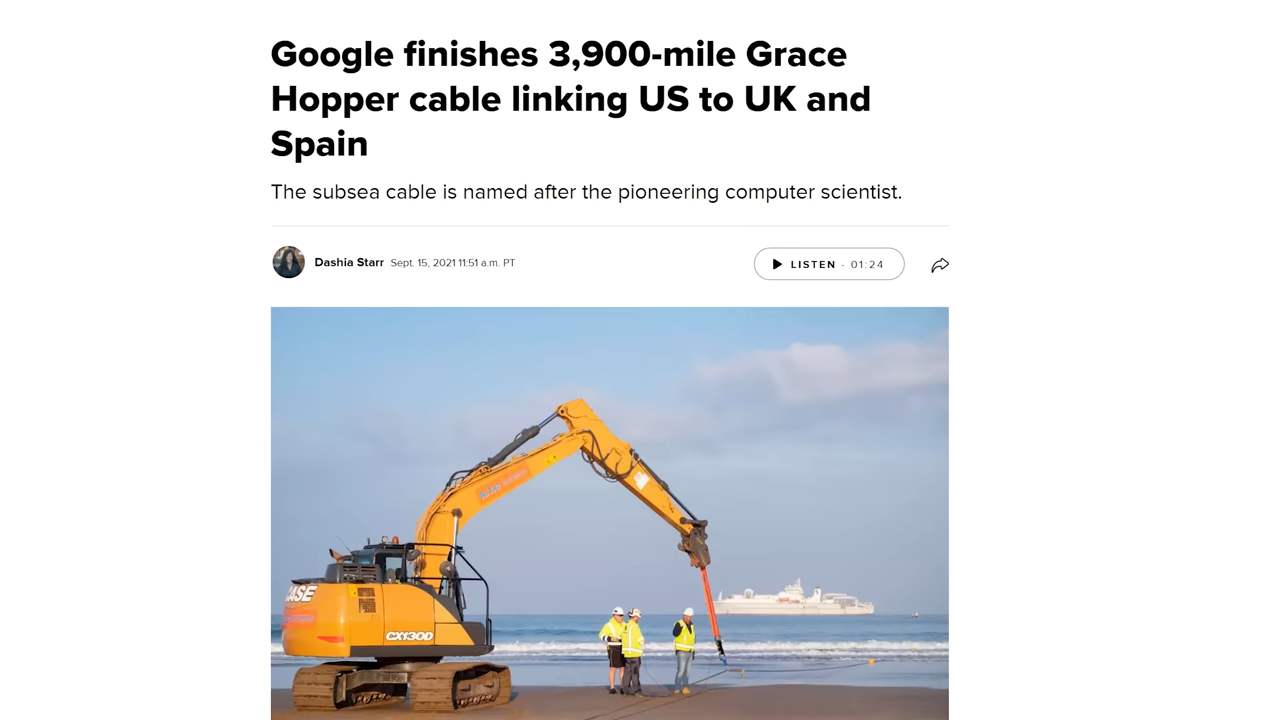 Google finishes 3,900-mile Grace
Hopper cable linking US to UK and
Spain
The subsea cable is named after the pioneering computer scientist.
Dashia Starr Sept. 15, 2021 11:51 a.m. PT
LISTEN - 01:24
CASE
CX130D